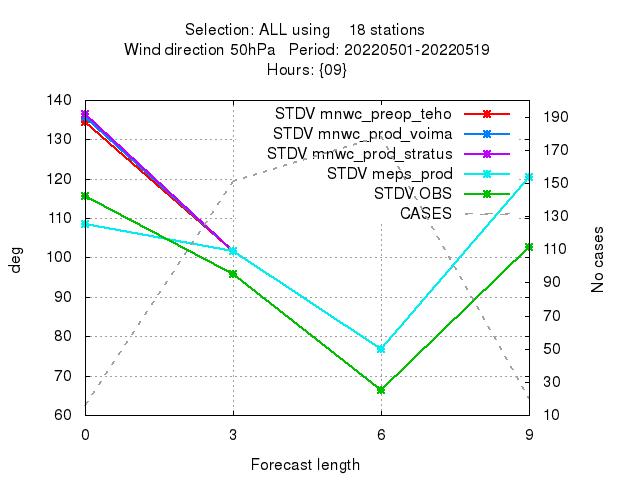 Selection: ALL using 18 stations
Wind direction 50hPa Period: 20220501-20220519
Hours: {09}
STDV mnwc_preop_teho
STDV mnwc_prod_voima
STDV mnwc_prod_stratus
STDV meps_prod
STDV OBS
CASES
140
130
120
110
100
90
80
70
60
deg
190
170
150
130
110
90
70
50
30
10
No cases
0 3 6 9
Forecast length